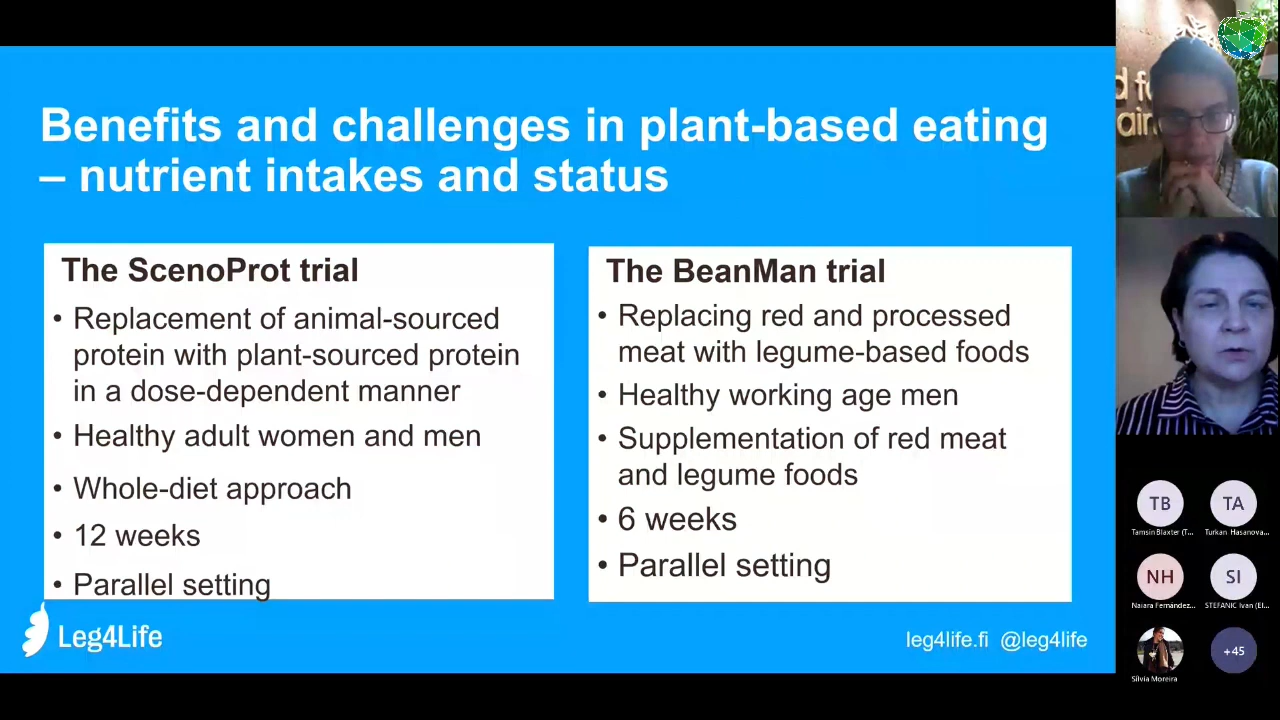 Benefits and challenges in plant-based eating
– nutrient intakes and status
The ScenoProt trial
• Replacement of animal-sourced
protein with plant-sourced protein
in a dose-dependent manner
• Healthy adult women and men
• Whole-diet approach
• 12 weeks
• Parallel setting
The BeanMan trial
• Replacing red and processed
meat with legume-based foods
• Healthy working age men
• Supplementation of red meat
and legume foods
• 6 weeks
• Parallel setting
Leg4Life
leg4life.fi @leg4life
TB
Tamsin Blaxter (T...
TA
Turkan Hasanova...
NH
Naiara Fernández...
SI
STEFANIC Ivan (EI...
Sílvia Moreira
+45